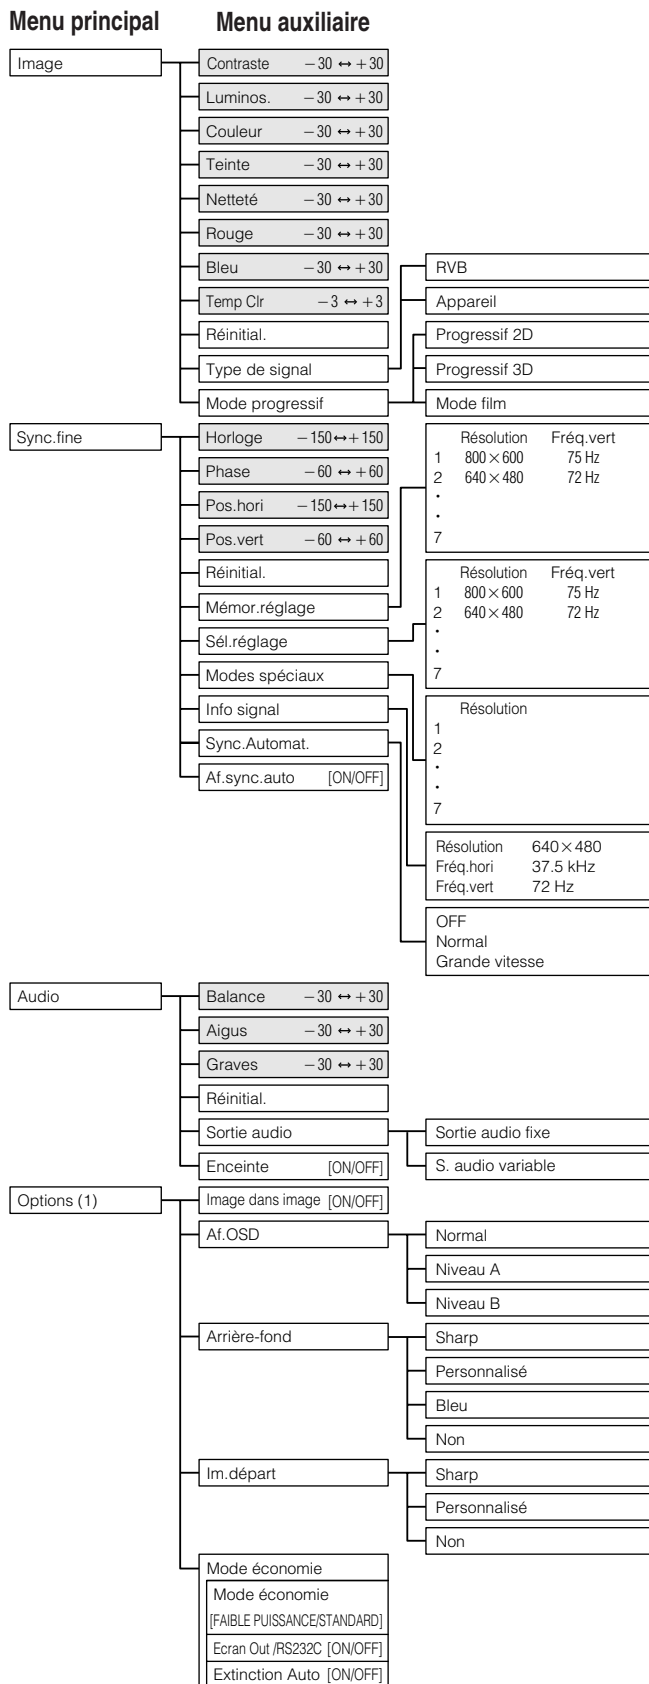 Menu principal Menu auxiliaire
Image
Contraste −30 ↔ +30
Luminos. −30 ↔ +30
Couleur −30 ↔ +30
Teinte −30 ↔ +30
Netteté −30 ↔ +30
Rouge −30 ↔ +30
Bleu −30 ↔ +30
Temp Clr −3 ↔ +3
Réinitial.
Type de signal
Mode progressif
RVB
Appareil
Progressif 2D
Progressif 3D
Mode film
Sync.fine
Horloge −150 ↔ +150
Phase −60 ↔ +60
Pos.hori −150 ↔ +150
Pos.vert −60 ↔ +60
Réinitial.
Mémor.réglage
Sél.réglage
Modes spéciaux
Info signal
Sync.Automat.
Af.sync.auto [ON/OFF]
Résolution Fréq.vert
1 800 × 600 75 Hz
2 640 × 480 72 Hz
•
•
7
Résolution Fréq.vert
1 800 × 600 75 Hz
2 640 × 480 72 Hz
•
•
7
Résolution
1
2
•
•
7
Résolution 640 × 480
Fréq.hori 37.5 kHz
Fréq.vert 72 Hz
OFF
Normal
Grande vitesse
Audio
Balance −30 ↔ +30
Aigus −30 ↔ +30
Graves −30 ↔ +30
Réinitial.
Sortie audio
Enceinte [ON/OFF]
Sortie audio fixe
S. audio variable
Options (1)
Image dans image [ON/OFF]
Af.OSD
Normal
Niveau A
Niveau B
Arrière-fond
Sharp
Personnalisé
Bleu
Non
Im.départ
Sharp
Personnalisé
Non
Mode économie
Mode économie
[FAIBLE PUISSANCE/STANDARD]
Ecran Out /RS232C [ON/OFF]
Extinction Auto [ON/OFF]